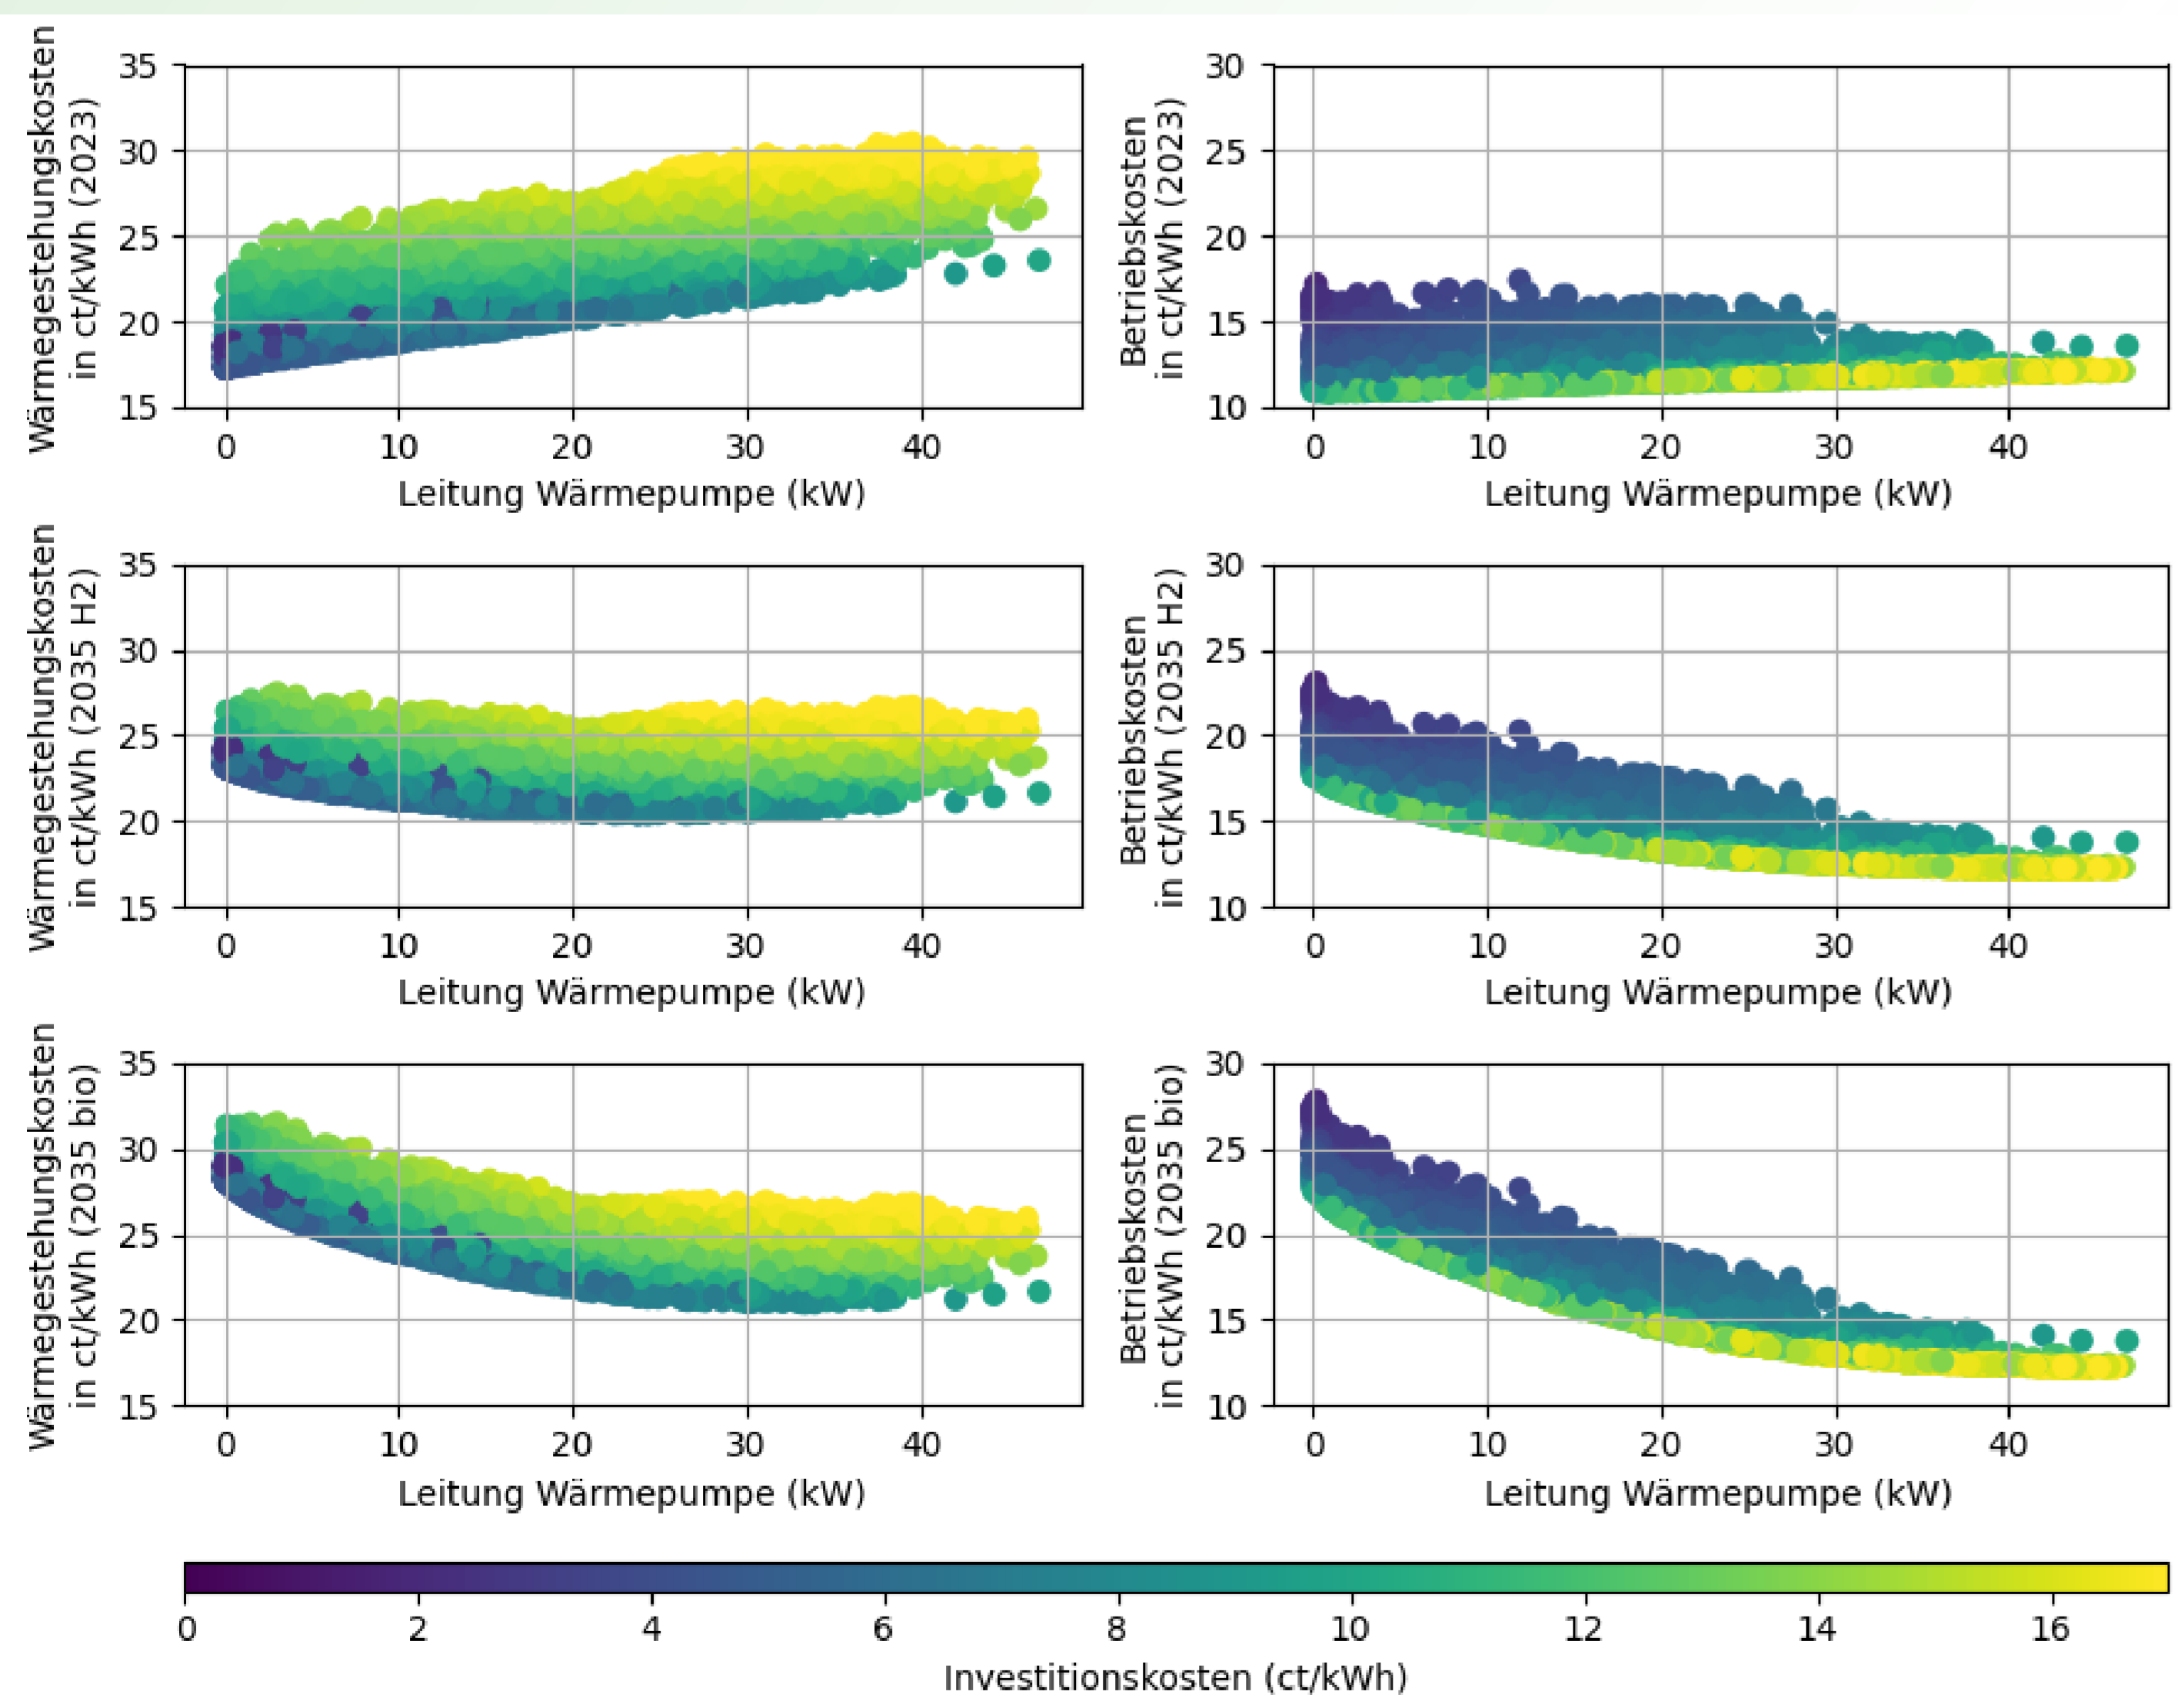 Wärmegestehungskosten
in ct/kWh (2023)
35
30
25
20
15
0 10 20 30 40
Leitung Wärmepumpe (kW)
Betriebskosten
in ct/kWh (2023)
30
25
20
15
10
0 10 20 30 40
Leitung Wärmepumpe (kW)
Wärmegestehungskosten
in ct/kWh (2035 H2)
35
30
25
20
15
0 10 20 30 40
Leitung Wärmepumpe (kW)
Betriebskosten
in ct/kWh (2035 H2)
30
25
20
15
10
0 10 20 30 40
Leitung Wärmepumpe (kW)
Wärmegestehungskosten
in ct/kWh (2035 bio)
35
30
25
20
15
0 10 20 30 40
Leitung Wärmepumpe (kW)
Betriebskosten
in ct/kWh (2035 bio)
30
25
20
15
10
0 10 20 30 40
Leitung Wärmepumpe (kW)
0 2 4 6 8 10 12 14 16
Investitionskosten (ct/kWh)